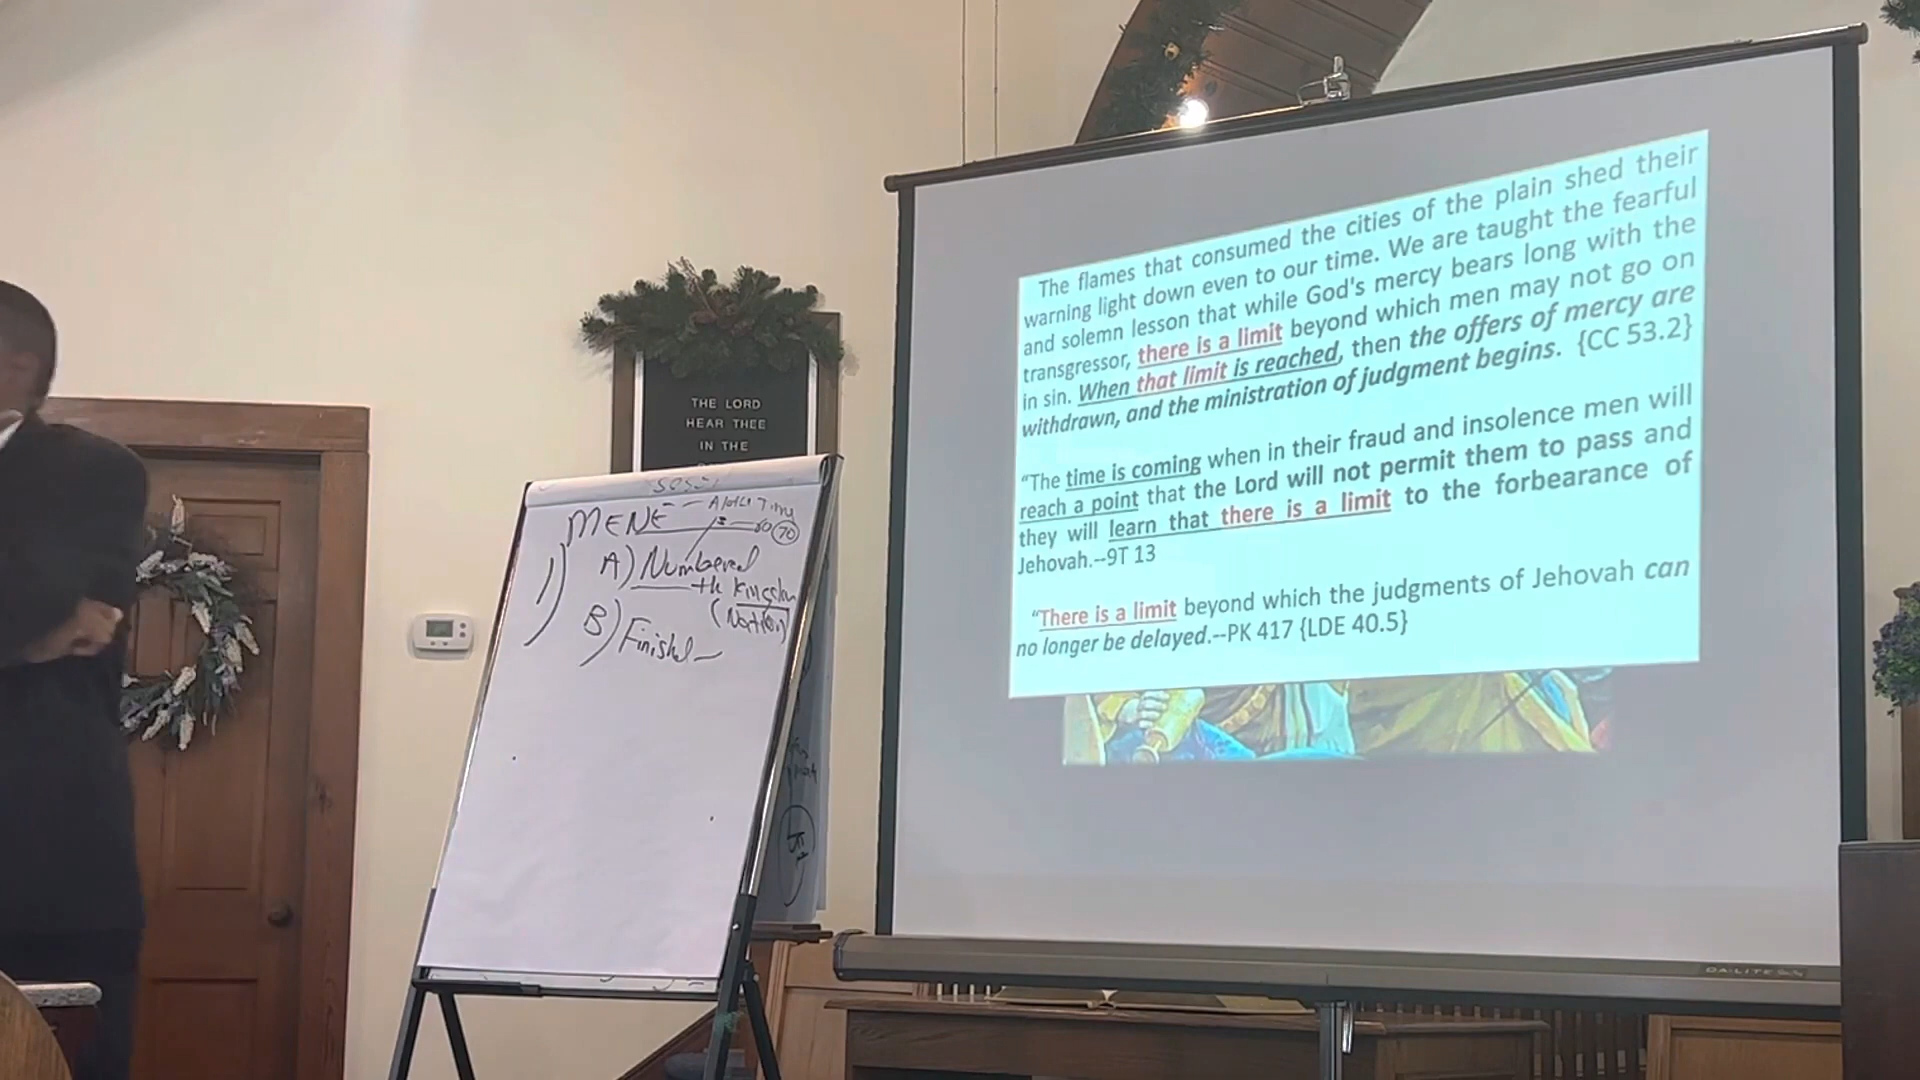 THE LORD
HEAR THEE
IN THE
MENE
70
1)
A) Numbered
the Kingdom
(Nation)
B) Finished
The flames that consumed the cities of the plain shed their
warning light down even to our time. We are taught the fearful
and solemn lesson that while God's mercy bears long with the
transgressor, there is a limit beyond which men may not go on
in sin. When that limit is reached, then the offers of mercy are
withdrawn, and the ministration of judgment begins. {CC 53.2}
“The time is coming when in their fraud and insolence men will
reach a point that the Lord will not permit them to pass and
they will learn that there is a limit to the forbearance of
Jehovah.--9T 13
“There is a limit beyond which the judgments of Jehovah can
no longer be delayed.--PK 417 {LDE 40.5}
DA-LITE